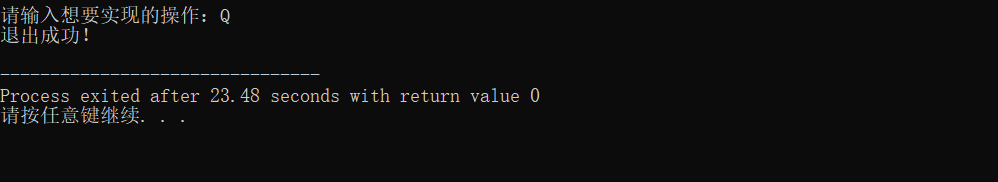 请输入想要实现的操作：Q
退出成功！
--------------------------------
Process exited after 23.48 seconds with return value 0
请按任意键继续. . .